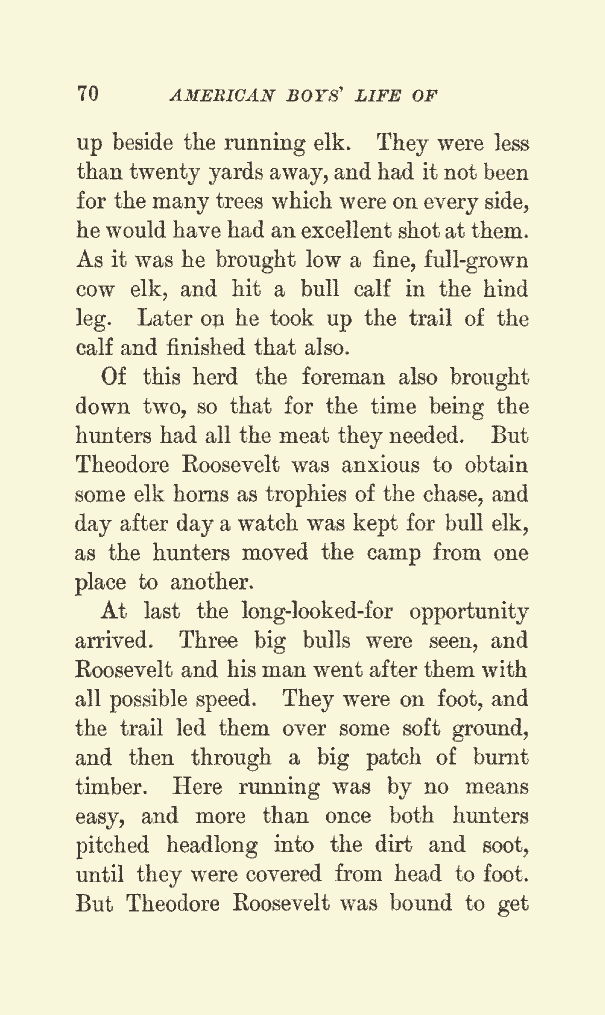 70 AMERICAN BOYS' LIFE OF
up beside the running elk. They were less
than twenty yards away, and had it not been
for the many trees which were on every side,
he would have had an excellent shot at them.
As it was he brought low a fine, full-grown
cow elk, and hit a bull calf in the hind
leg. Later on he took up the trail of the
calf and finished that also.
Of this herd the foreman also brought
down two, so that for the time being the
hunters had all the meat they needed. But
Theodore Roosevelt was anxious to obtain
some elk horns as trophies of the chase, and
day after day a watch was kept for bull elk,
as the hunters moved the camp from one
place to another.
At last the long-looked-for opportunity
arrived. Three big bulls were seen, and
Roosevelt and his man went after them with
all possible speed. They were on foot, and
the trail led them over some soft ground,
and then through a big patch of burnt
timber. Here running was by no means
easy, and more than once both hunters
pitched headlong into the dirt and soot,
until they were covered from head to foot.
But Theodore Roosevelt was bound to get